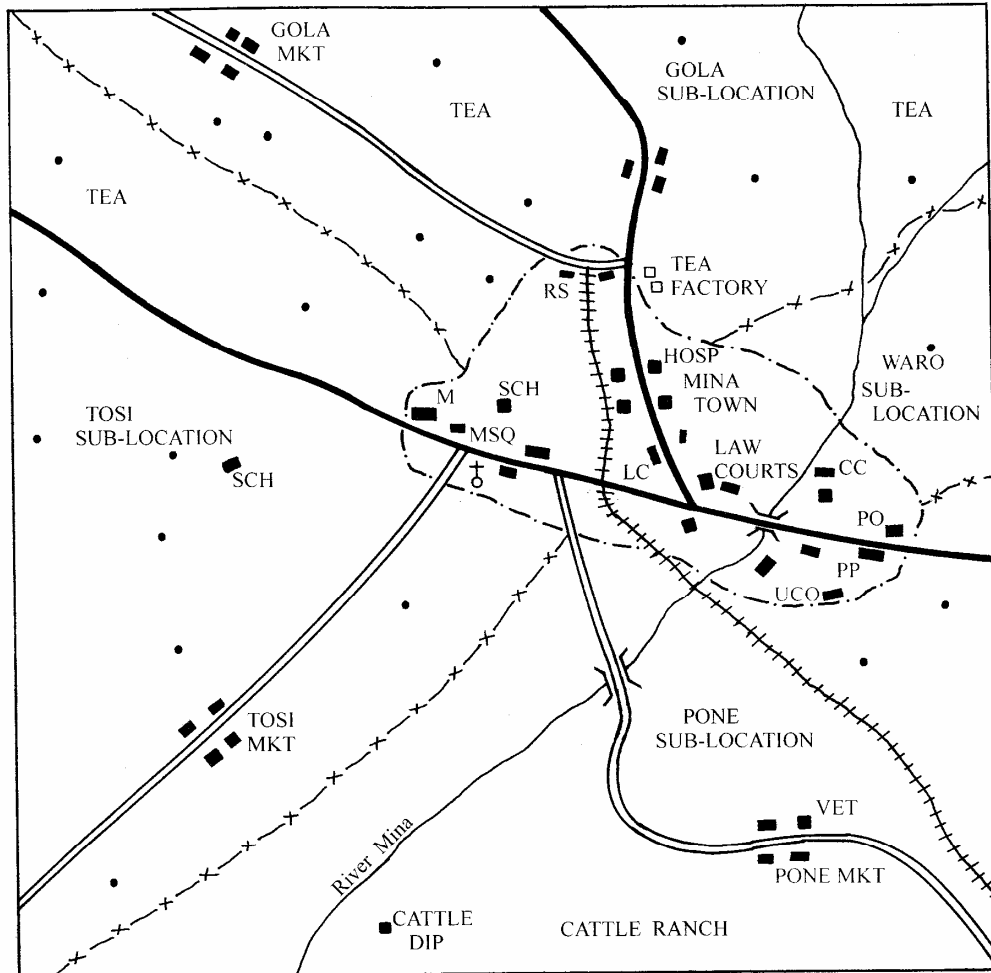 GOLA
MKT
GOLA
SUB-LOCATION
TEA
TEA
TEA
TEA
FACTORY
RS
HOSP
MINA
TOWN
WARO
SUB-
LOCATION
M
SCH
MSQ
TOSI
SUB-LOCATION
SCH
LC
LAW
COURTS
CC
PO
PP
UCO
TOSI
MKT
PONE
SUB-LOCATION
River Mina
VET
PONE MKT
CATTLE
DIP
CATTLE RANCH